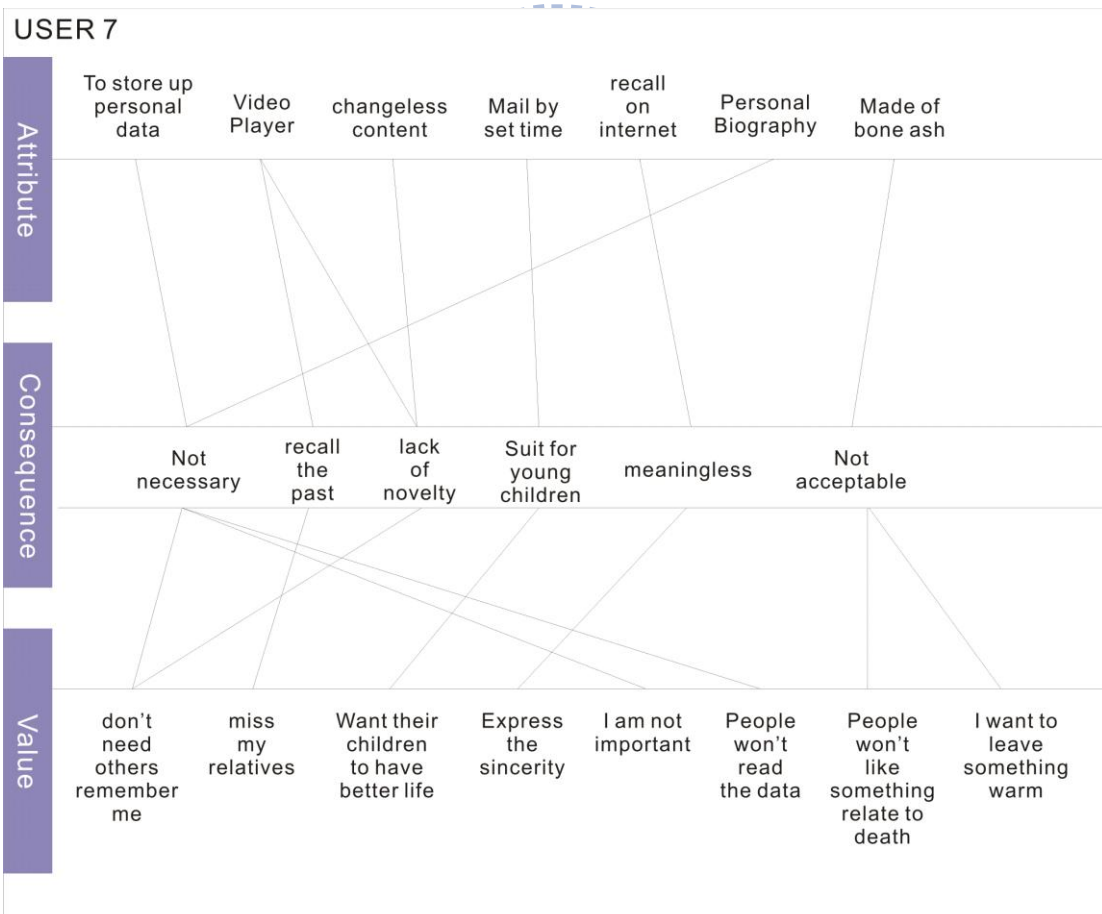 USER 7
Attribute
To store up
personal
data
Video
Player
changeless
content
Mail by
set time
recall
on
internet
Personal
Biography
Made of
bone ash
Consequence
Not
necessary
recall
the
past
lack
of
novelty
Suit for
young
children
meaningless
Not
acceptable
Value
don't
need
others
remember
me
miss
my
relatives
Want their
children
to have
better life
Express
the
sincerity
I am not
important
People
won't
read
the data
People
won't
like
something
relate to
death
I want to
leave
something
warm